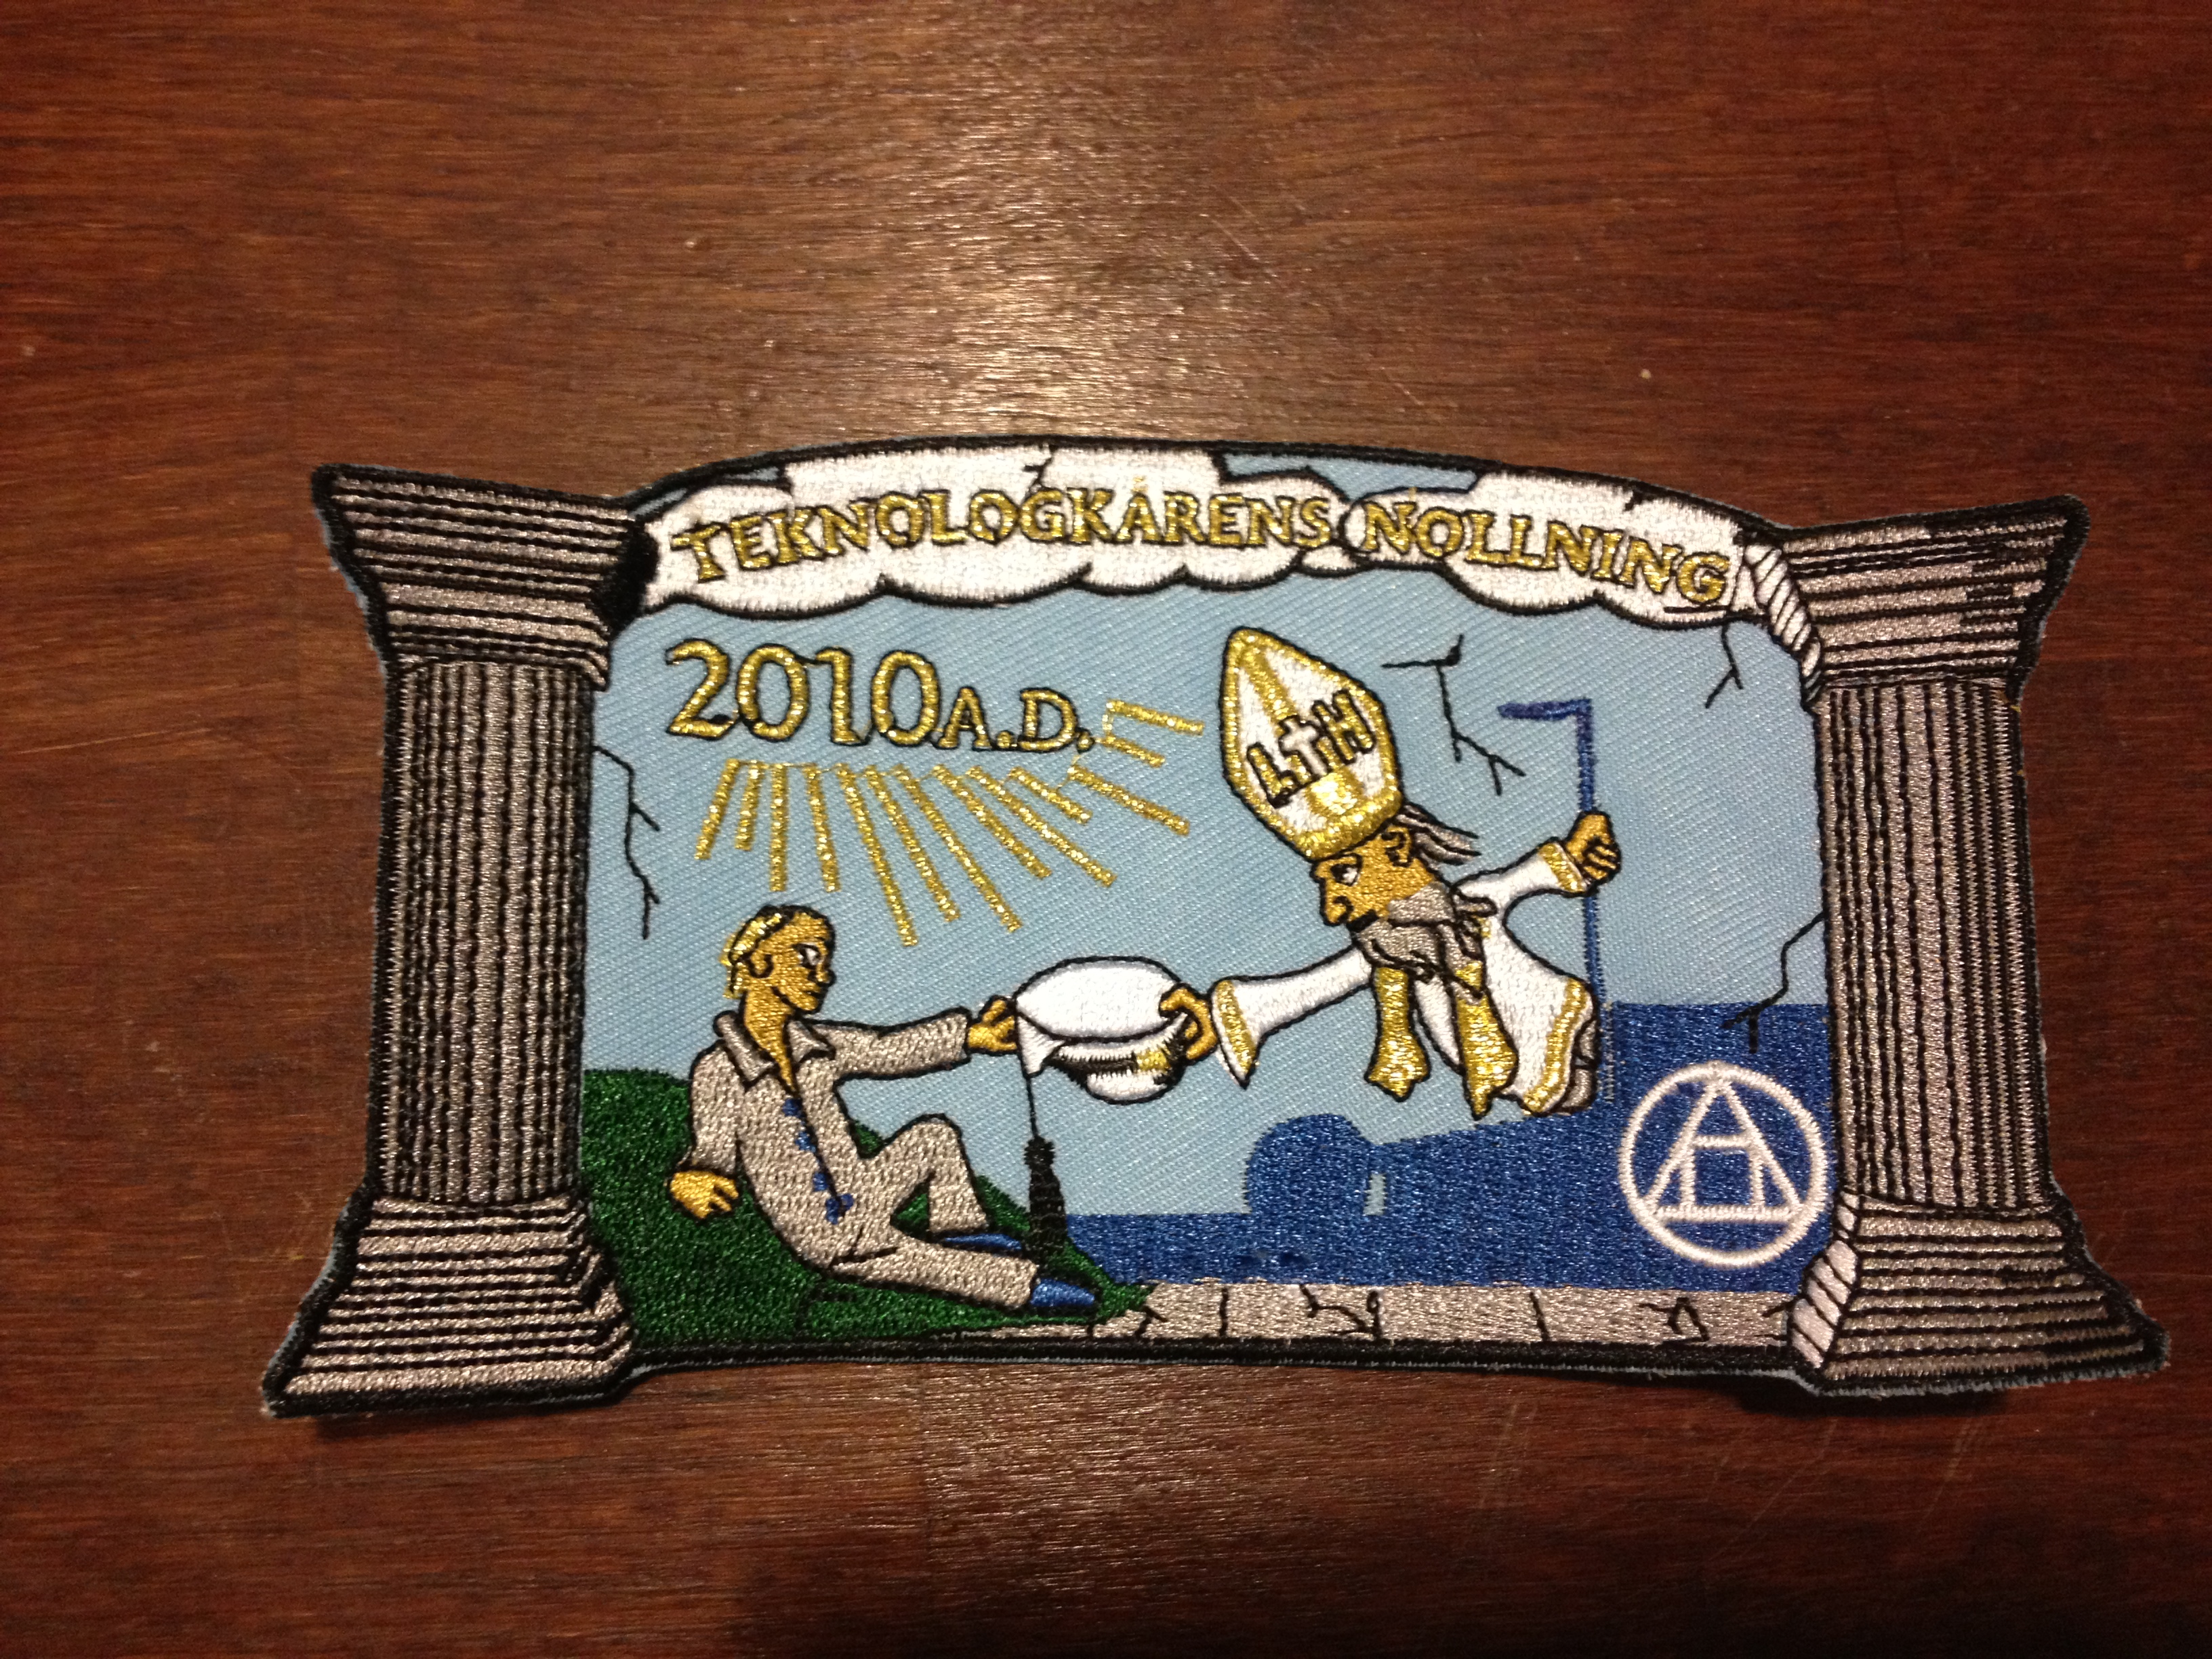 TEKNOLOGKÅRENS NOLLNING
2010 A.D.
LTH